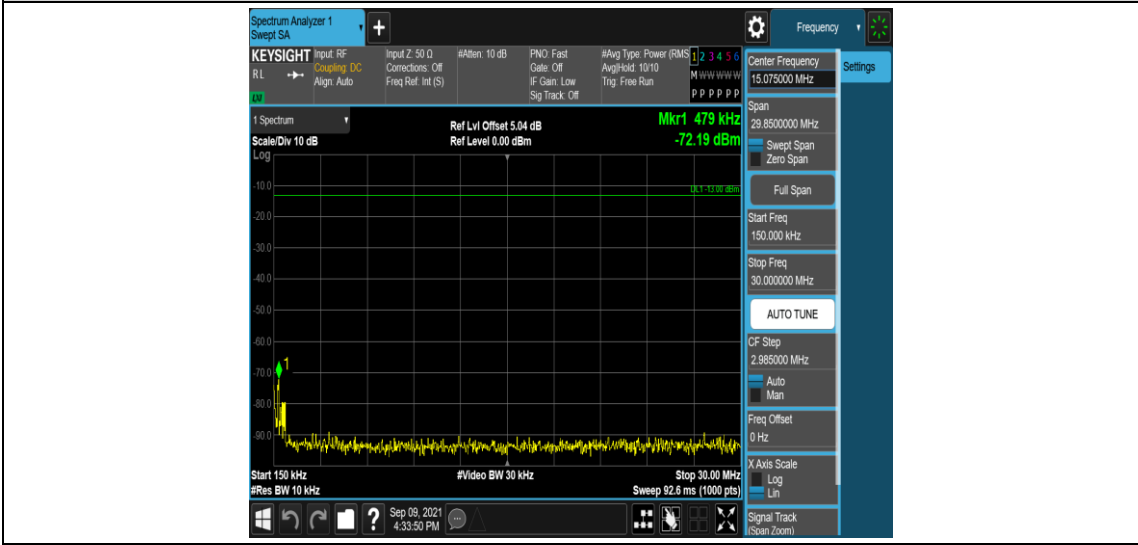 Spectrum Analyzer 1
Swept SA
+
Frequency
KEYSIGHT
RL
LM
Input: RF
Coupling: DC
Align: Auto
Input Z: 50 Ω
Corrections: Off
Freq Ref: Int (S)
#Atten: 10 dB
PNO: Fast
Gate: Off
IF Gain: Low
Sig Track: Off
#Avg Type: Power (RMS
Avg|Hold: 10/10
Trig: Free Run
1 2 3 4 5 6
M W W W W W
P P P P P P
1 Spectrum
Scale/Div 10 dB
Log
Ref Lvl Offset 5.04 dB
Ref Level 0.00 dBm
Mkr1 479 kHz
-72.19 dBm
DL1 -13.00 dBm
-10.0
-20.0
-30.0
-40.0
-50.0
-60.0
-70.0
-80.0
-90.0
1
Start 150 kHz
#Res BW 10 kHz
#Video BW 30 kHz
Stop 30.00 MHz
Sweep 92.6 ms (1000 pts)
Center Frequency
15.075000 MHz
Settings
Span
29.8500000 MHz
Swept Span
Zero Span
Full Span
Start Freq
150.000 kHz
Stop Freq
30.000000 MHz
AUTO TUNE
CF Step
2.985000 MHz
Auto
Man
Freq Offset
0 Hz
X Axis Scale
Log
Lin
Signal Track
(Span Zoom)
?
Sep 09, 2021
4:33:50 PM